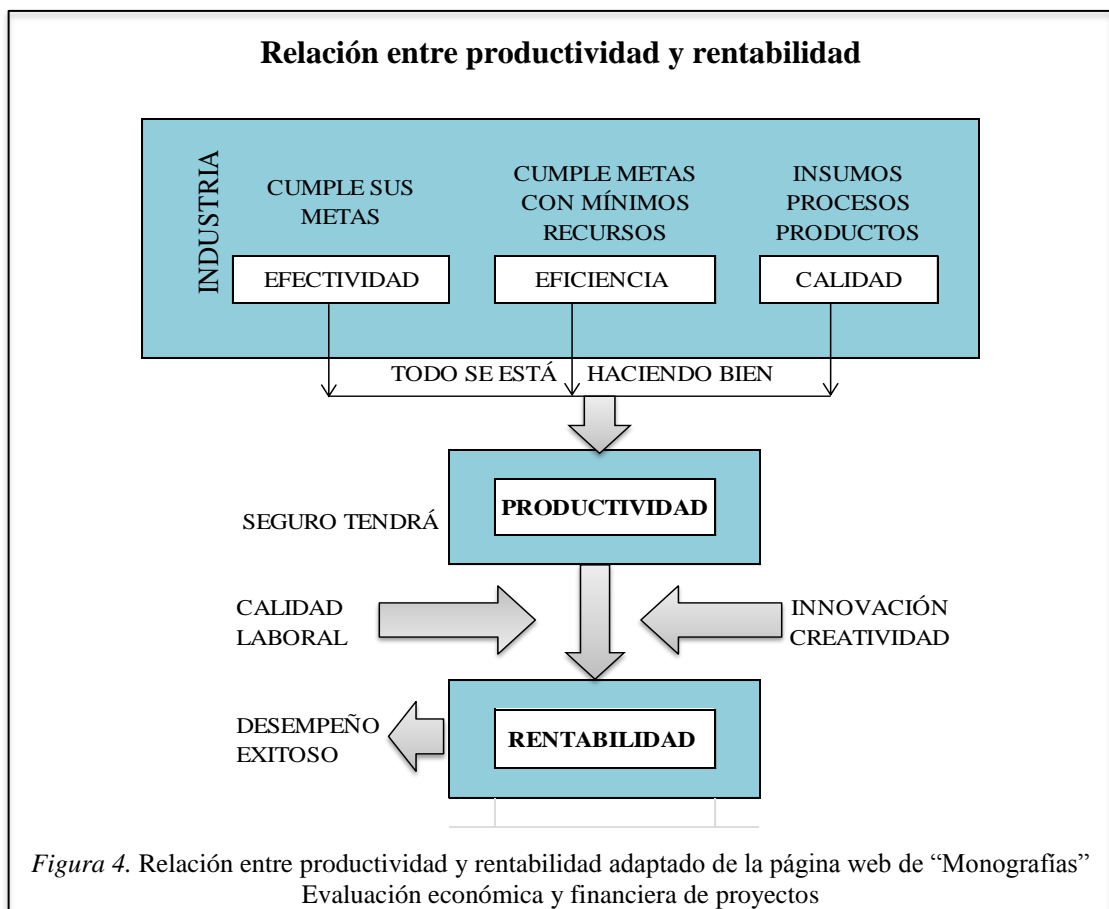 Relación entre productividad y rentabilidad
INDUSTRIA
CUMPLE SUS
METAS
EFECTIVIDAD
CUMPLE METAS
CON MÍNIMOS
RECURSOS
EFICIENCIA
INSUMOS
PROCESOS
PRODUCTOS
CALIDAD
TODO SE ESTÁ HACIENDO BIEN
SEGURO TENDRÁ
PRODUCTIVIDAD
CALIDAD
LABORAL
INNOVACIÓN
CREATIVIDAD
DESEMPEÑO
EXITOSO
RENTABILIDAD
Figura 4. Relación entre productividad y rentabilidad adaptado de la página web de “Monografías”
Evaluación económica y financiera de proyectos